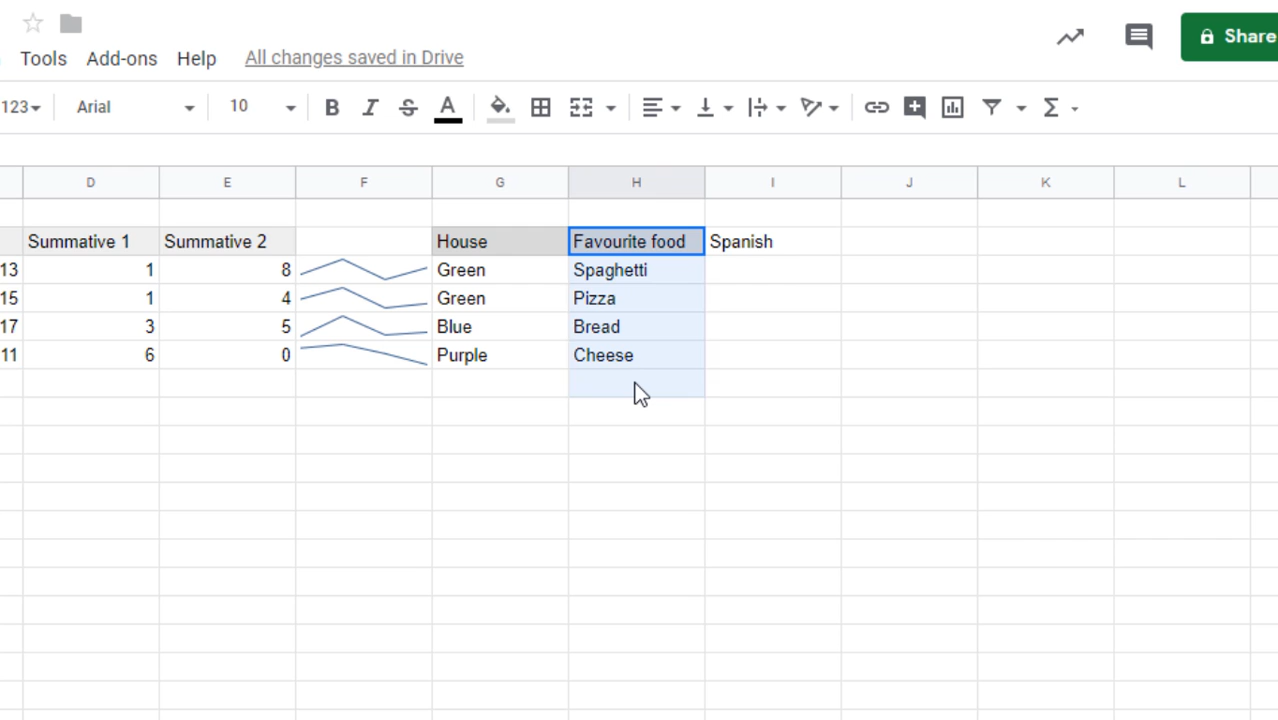 Share
Tools Add-ons Help All changes saved in Drive
123 Arial 10 B I S A Σ
D E F G H I J K L
Summative 1 Summative 2 House Favourite food Spanish
13 1 8 Green Spaghetti
15 1 4 Green Pizza
17 3 5 Blue Bread
11 6 0 Purple Cheese